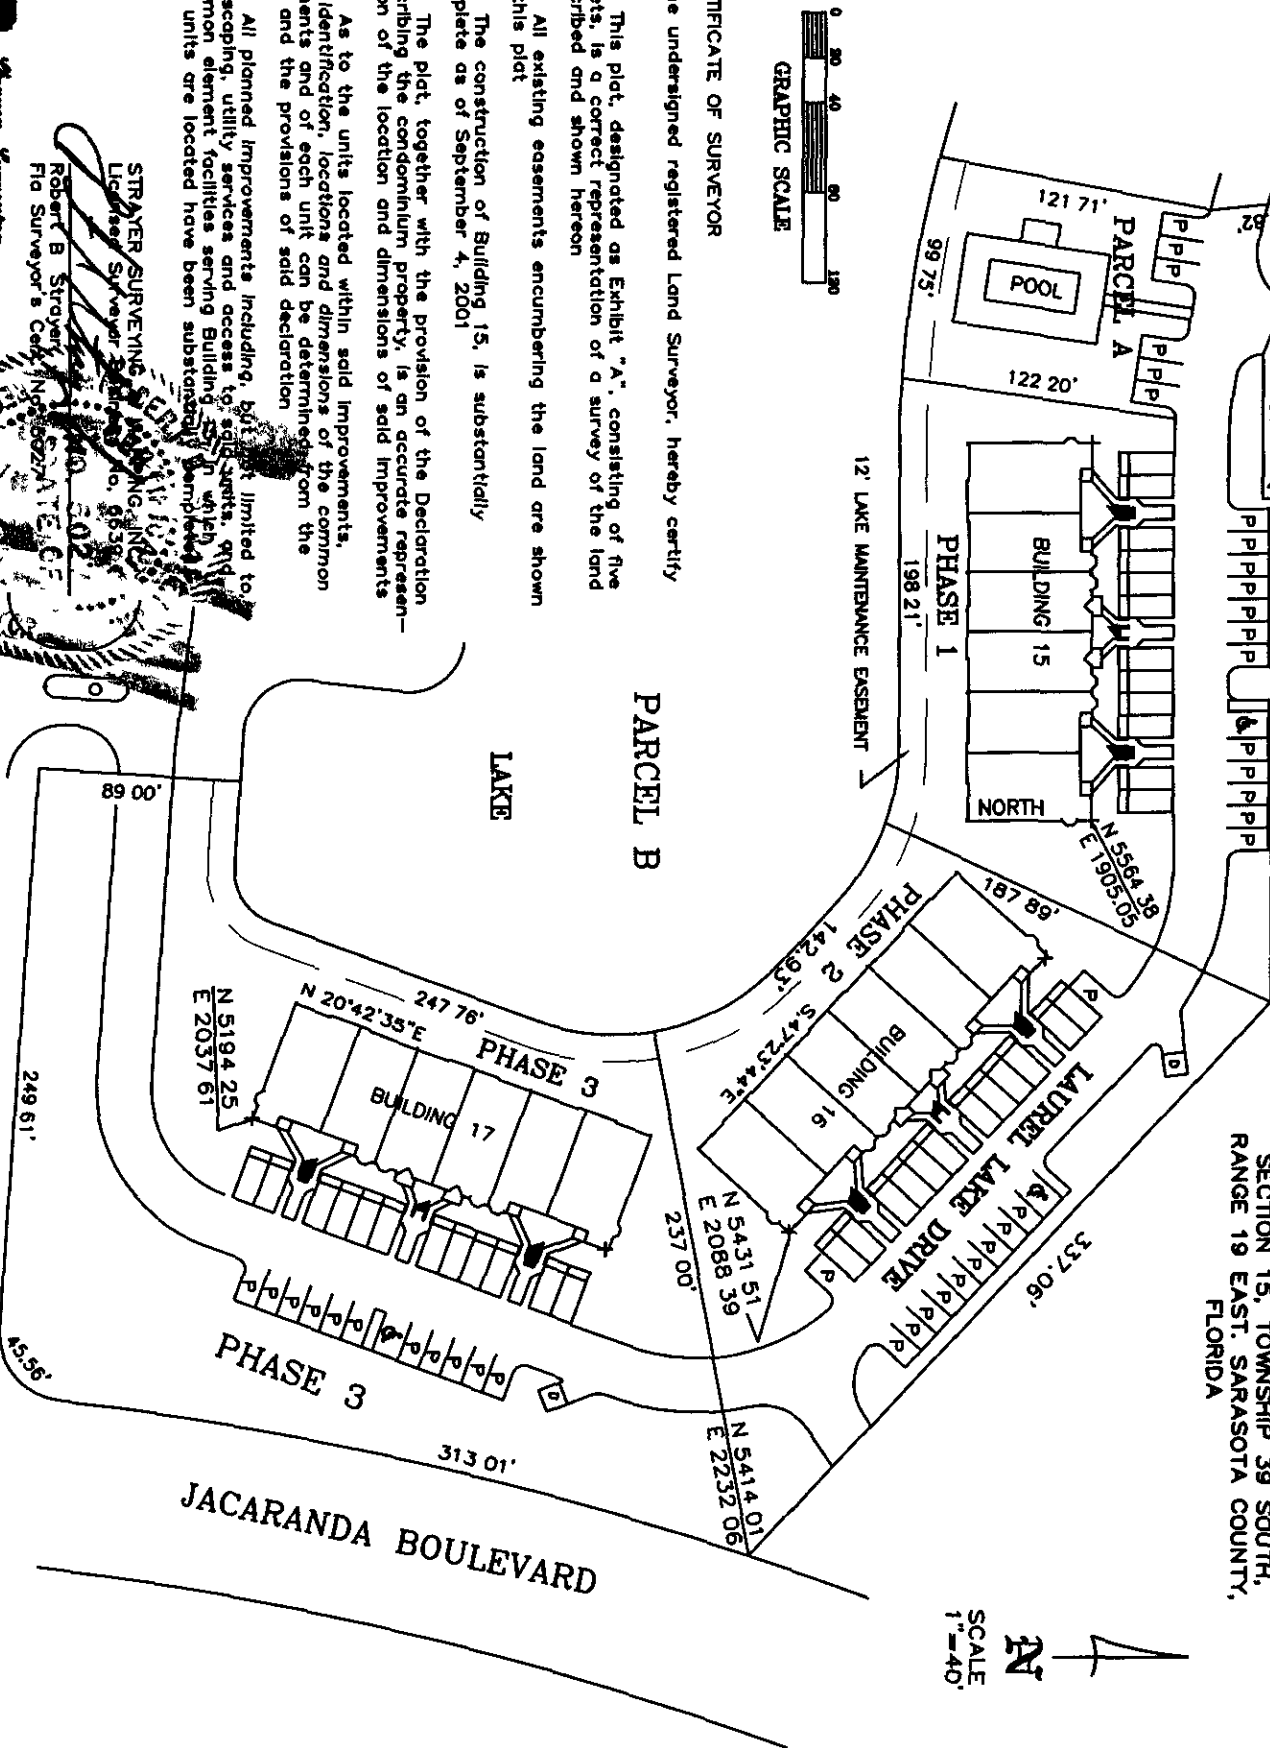 SECTION 15, TOWNSHIP 39 SOUTH,
RANGE 19 EAST. SARASOTA COUNTY,
FLORIDA
SCALE
1"=40'
N
0 20 40 80 120
GRAPHIC SCALE
121 71'
PARCEL A
POOL
99 75'
122 20'
P P P
P P P
P P P P P P P
P P P P P
BUILDING 15
PHASE 1
198 21'
12' LAKE MAINTENANCE EASEMENT
NORTH
N 5564 38
E 1905.05
187 89'
PHASE 2
142.93'
S.47°23'44"E
BUILDING 16
P
LAUREL LAKE DRIVE
D
P
P P P P P P P P
337.06'
N 5431 51
E 2088 39
237 00'
N 5414 01
E 2232 06
PARCEL B
LAKE
PHASE 3
247 76'
N 20°42'35"E
BUILDING 17
N 5194 25
E 2037 61
P P P P P P
P P P P P
D
PHASE 3
89 00'
249 61'
45.56'
313 01'
JACARANDA BOULEVARD
TIFICATE OF SURVEYOR
e undersigned registered Land Surveyor, hereby certify
This plat, designated as Exhibit "A", consisting of five
ets, is a correct representation of a survey of the land
cribed and shown hereon
All existing easements encumbering the land are shown
this plat
The construction of Building 15, is substantially
plete as of September 4, 2001
The plat, together with the provision of the Declaration
cribing the condominium property, is an accurate represen—
on of the location and dimensions of said improvements
As to the units located within said improvements,
identification, locations and dimensions of the common
ments and of each unit can be determined from the
and the provisions of said declaration
All planned improvements including, but not limited to,
scaping, utility services and access to said units, and
mon element facilities serving Building 15, in which
units are located have been substantially completed
STRAYER SURVEYING INC
Licensed Surveyor No. 6639
Robert B Strayer
Fla Surveyor's Cert No 5027